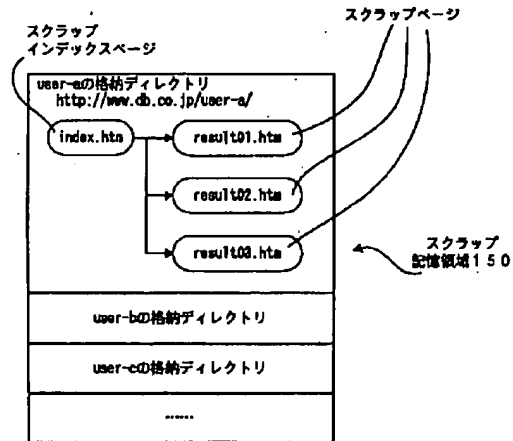 スクラップページ
スクラップ
インデックスページ
user-aの格納ディレクトリ
http://www.db.co.jp/user-a/
index.htm
result01.htm
result02.htm
result03.htm
スクラップ
記憶領域150
user-bの格納ディレクトリ
user-cの格納ディレクトリ
……